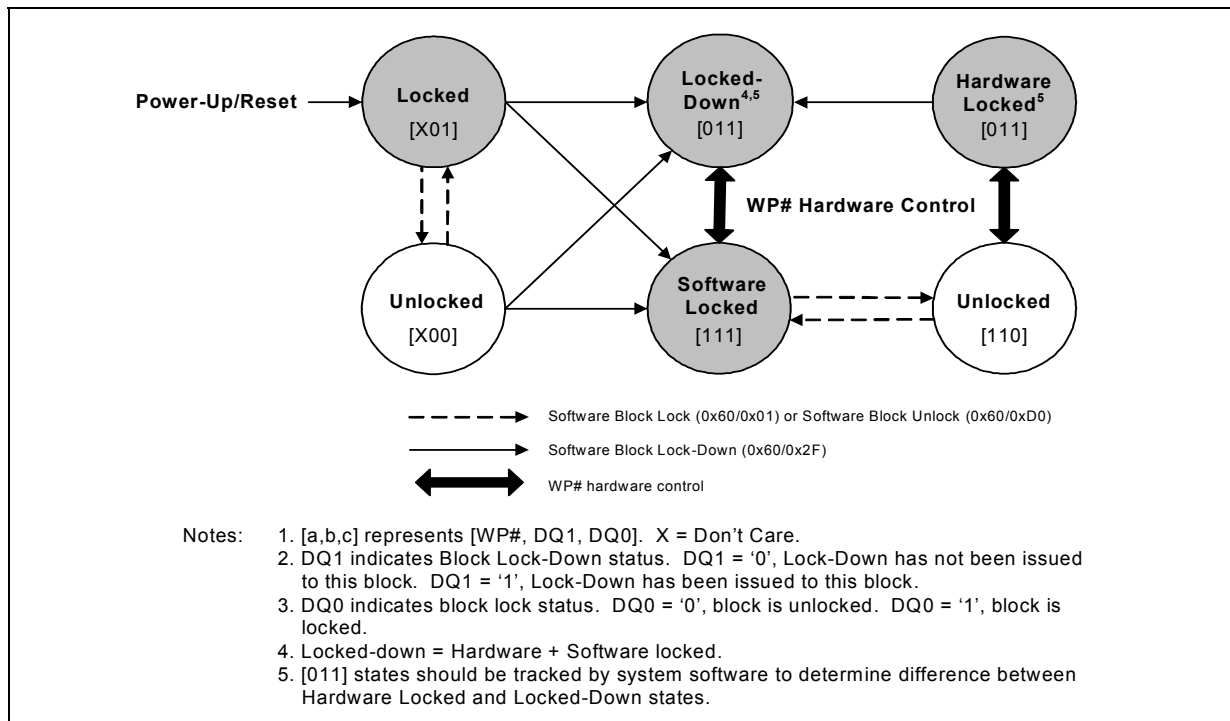 Power-Up/Reset
Locked
[X01]
Locked-
Down4,5
[011]
Hardware
Locked5
[011]
WP# Hardware Control
Unlocked
[X00]
Software
Locked
[111]
Unlocked
[110]
Software Block Lock (0x60/0x01) or Software Block Unlock (0x60/0xD0)
Software Block Lock-Down (0x60/0x2F)
WP# hardware control
Notes: 1. [a,b,c] represents [WP#, DQ1, DQ0]. X = Don't Care.
2. DQ1 indicates Block Lock-Down status. DQ1 = '0', Lock-Down has not been issued
to this block. DQ1 = '1', Lock-Down has been issued to this block.
3. DQ0 indicates block lock status. DQ0 = '0', block is unlocked. DQ0 = '1', block is
locked.
4. Locked-down = Hardware + Software locked.
5. [011] states should be tracked by system software to determine difference between
Hardware Locked and Locked-Down states.